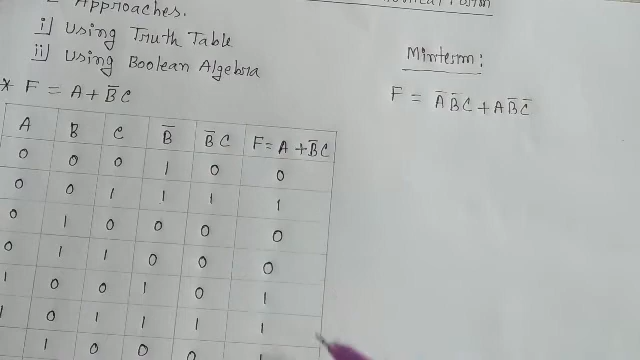 2 Approaches.
i) Using Truth Table
ii) Using Boolean Algebra
* F = A + B̅C
A B C B̅ B̅C F = A + B̅C
0 0 0 1 0 0
0 0 1 1 1 1
0 1 0 0 0 0
0 1 1 0 0 0
1 0 0 1 0 1
1 0 1 1 1 1
1 0 0 0 1
Minterm:
F = A̅B̅C + AB̅C̅